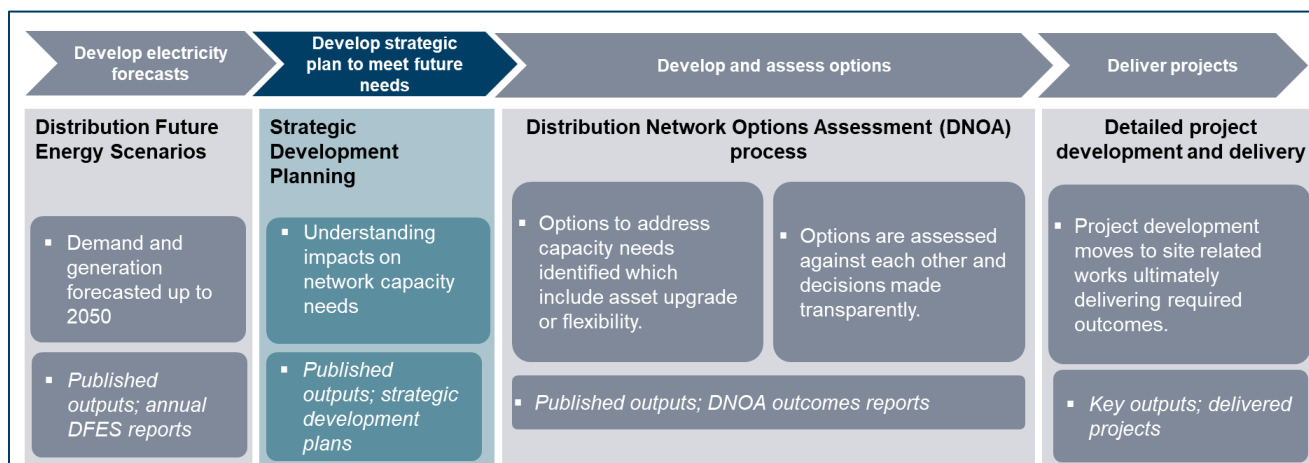 Develop electricity
forecasts
Develop strategic
plan to meet future
needs
Develop and assess options
Deliver projects
Distribution Future
Energy Scenarios
▪ Demand and
generation
forecasted up to
2050
▪ Published
outputs; annual
DFES reports
Strategic
Development
Planning
▪ Understanding
impacts on
network capacity
needs
▪ Published
outputs; strategic
development
plans
Distribution Network Options Assessment (DNOA)
process
▪ Options to address
capacity needs
identified which
include asset upgrade
or flexibility.
▪ Options are assessed
against each other and
decisions made
transparently.
▪ Published outputs; DNOA outcomes reports
Detailed project
development and delivery
▪ Project development
moves to site related
works ultimately
delivering required
outcomes.
▪ Key outputs; delivered
projects